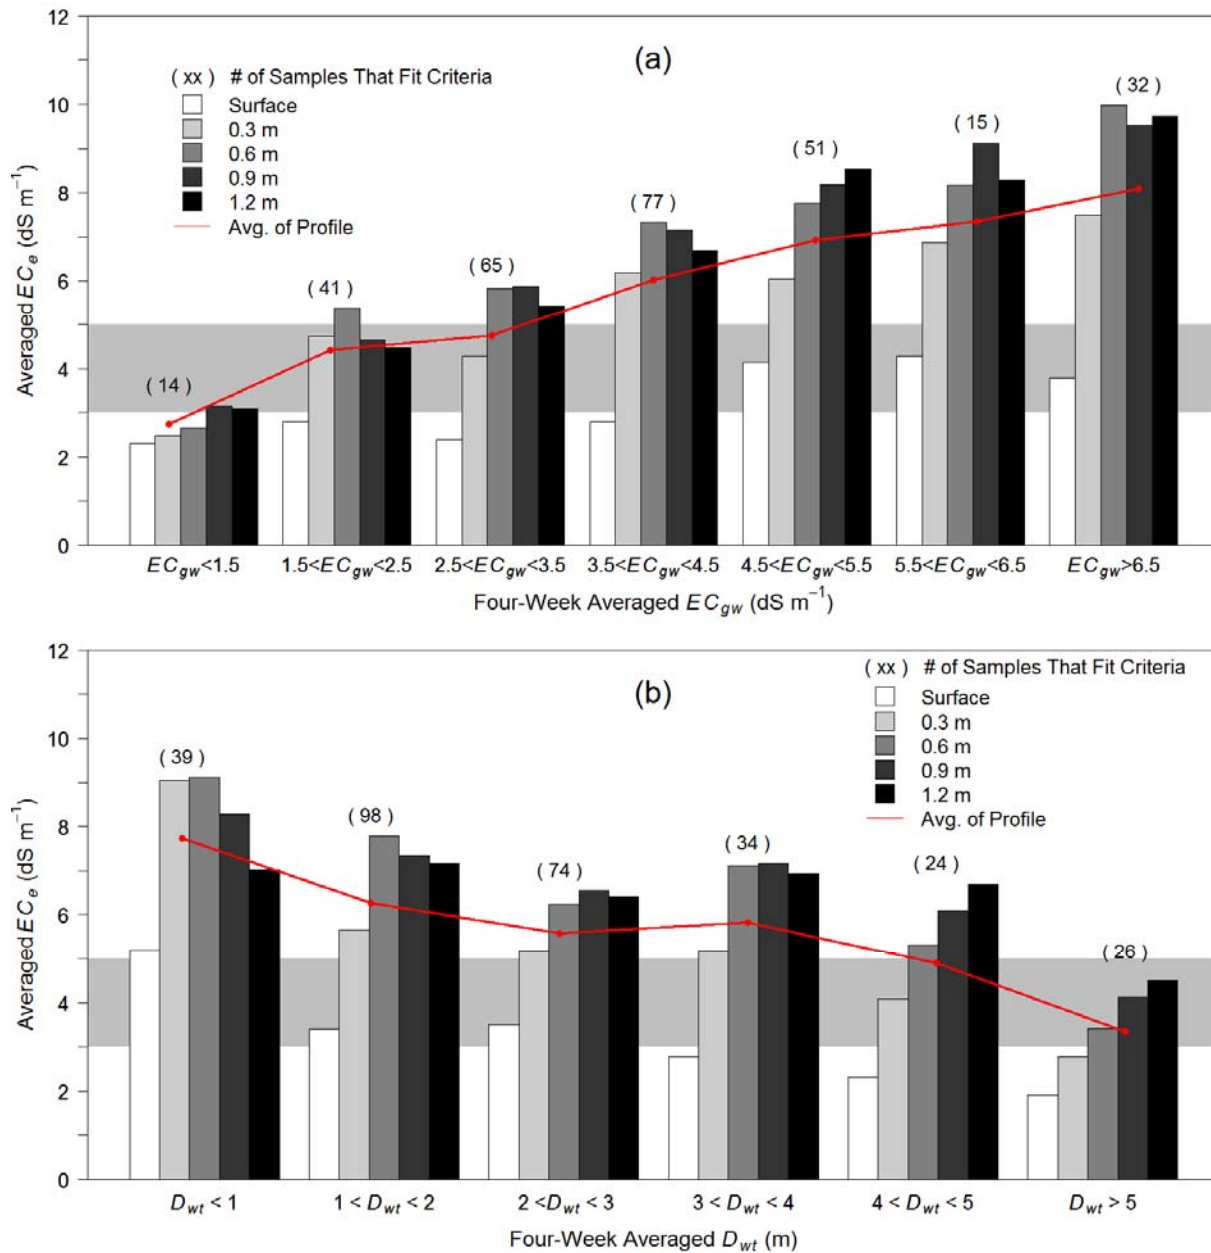 12
10
8
6
4
2
0
Averaged ECe (dS m−1)
(a)
( xx ) # of Samples That Fit Criteria
Surface
0.3 m
0.6 m
0.9 m
1.2 m
Avg. of Profile
( 14 )
( 41 )
( 65 )
( 77 )
( 51 )
( 15 )
( 32 )
ECgw<1.5 1.5<ECgw<2.5 2.5<ECgw<3.5 3.5<ECgw<4.5 4.5<ECgw<5.5 5.5<ECgw<6.5 ECgw>6.5
Four-Week Averaged ECgw (dS m−1)
12
10
8
6
4
2
0
Averaged ECe (dS m−1)
(b)
( xx ) # of Samples That Fit Criteria
Surface
0.3 m
0.6 m
0.9 m
1.2 m
Avg. of Profile
( 39 )
( 98 )
( 74 )
( 34 )
( 24 )
( 26 )
Dwt < 1 1 < Dwt < 2 2 <Dwt < 3 3 < Dwt < 4 4 < Dwt < 5 Dwt > 5
Four-Week Averaged Dwt (m)